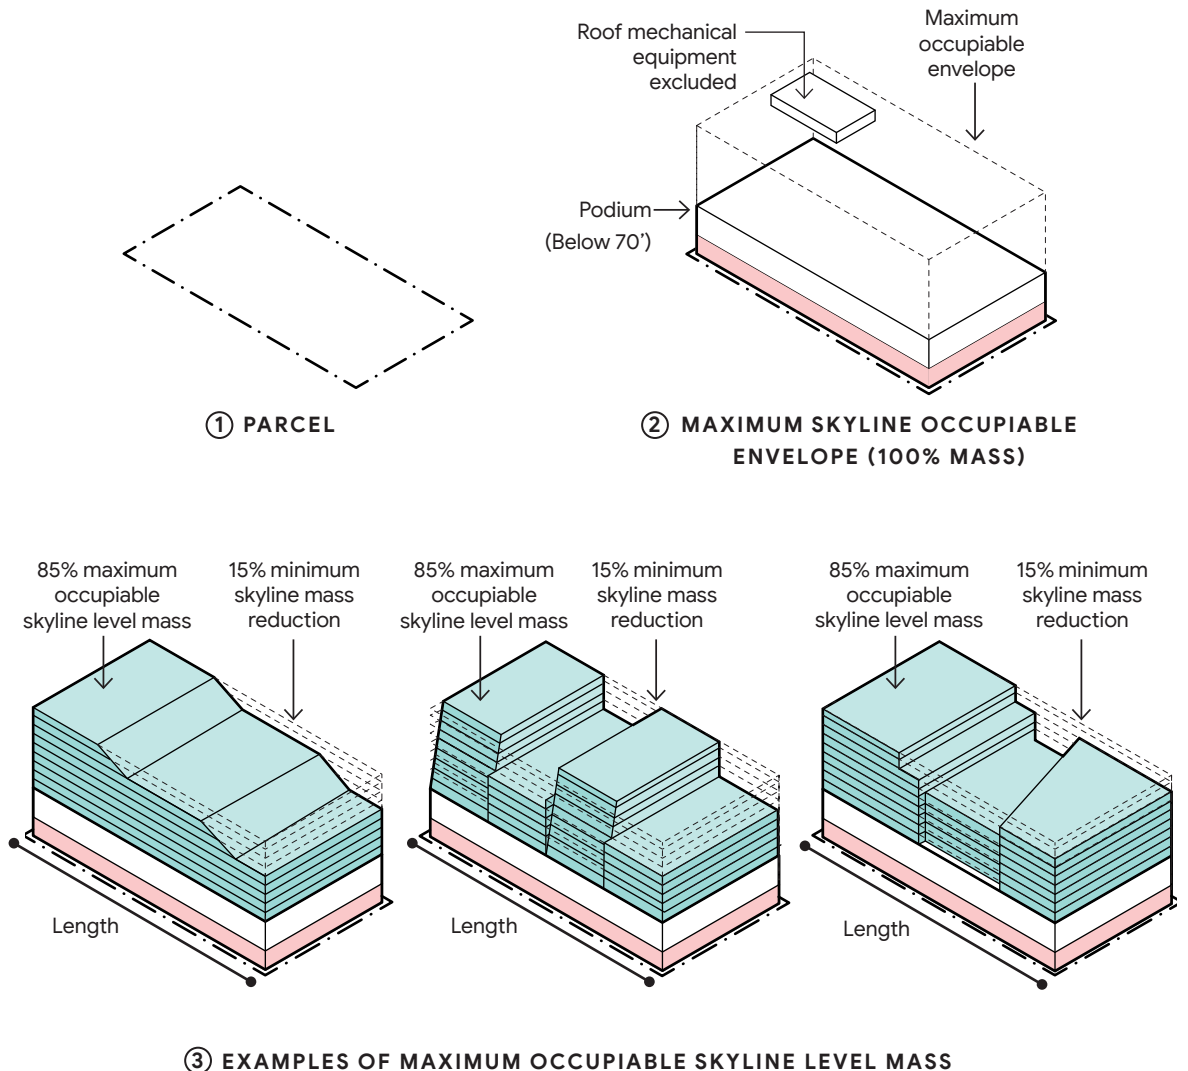 Roof mechanical
equipment
excluded
Maximum
occupiable
envelope
Podium
(Below 70’)
① PARCEL
② MAXIMUM SKYLINE OCCUPIABLE
ENVELOPE (100% MASS)
85% maximum
occupiable
skyline level mass
15% minimum
skyline mass
reduction
85% maximum
occupiable
skyline level mass
15% minimum
skyline mass
reduction
85% maximum
occupiable
skyline level mass
15% minimum
skyline mass
reduction
Length
Length
Length
③ EXAMPLES OF MAXIMUM OCCUPIABLE SKYLINE LEVEL MASS